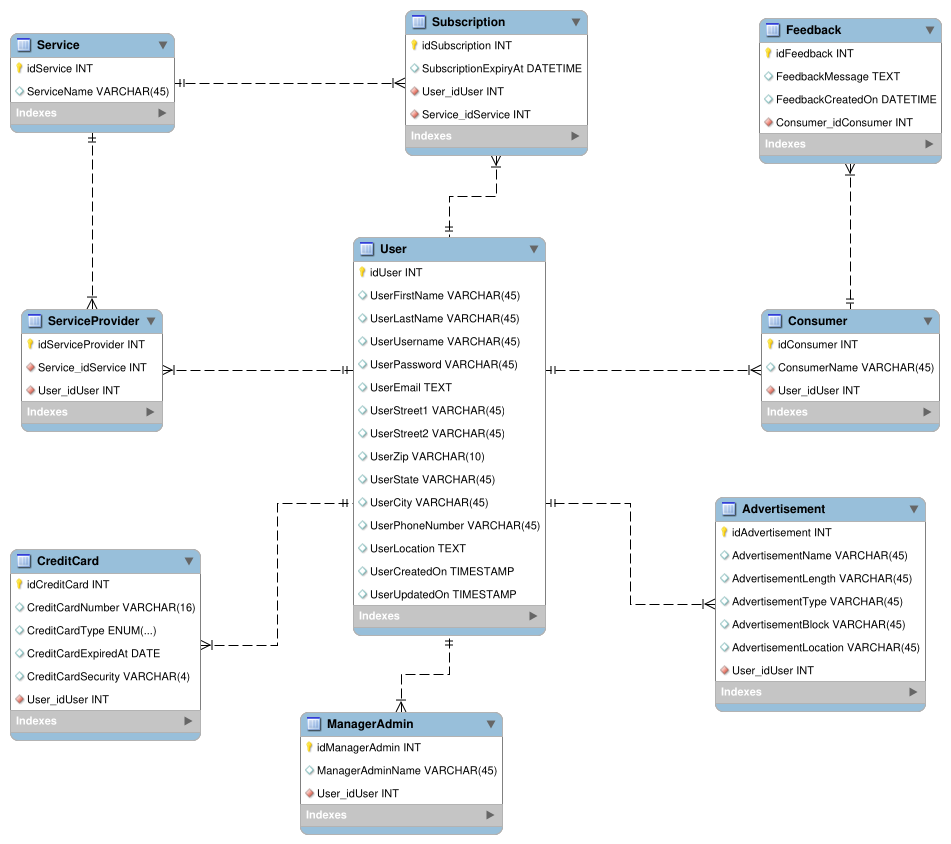 Service
idService INT
ServiceName VARCHAR(45)
Indexes
Subscription
idSubscription INT
SubscriptionExpiryAt DATETIME
User_idUser INT
Service_idService INT
Indexes
Feedback
idFeedback INT
FeedbackMessage TEXT
FeedbackCreatedOn DATETIME
Consumer_idConsumer INT
Indexes
ServiceProvider
idServiceProvider INT
Service_idService INT
User_idUser INT
Indexes
User
idUser INT
UserFirstName VARCHAR(45)
UserLastName VARCHAR(45)
UserUsername VARCHAR(45)
UserPassword VARCHAR(45)
UserEmail TEXT
UserStreet1 VARCHAR(45)
UserStreet2 VARCHAR(45)
UserZip VARCHAR(10)
UserState VARCHAR(45)
UserCity VARCHAR(45)
UserPhoneNumber VARCHAR(45)
UserLocation TEXT
UserCreatedOn TIMESTAMP
UserUpdatedOn TIMESTAMP
Indexes
Consumer
idConsumer INT
ConsumerName VARCHAR(45)
User_idUser INT
Indexes
CreditCard
idCreditCard INT
CreditCardNumber VARCHAR(16)
CreditCardType ENUM(...)
CreditCardExpiredAt DATE
CreditCardSecurity VARCHAR(4)
User_idUser INT
Indexes
Advertisement
idAdvertisement INT
AdvertisementName VARCHAR(45)
AdvertisementLength VARCHAR(45)
AdvertisementType VARCHAR(45)
AdvertisementBlock VARCHAR(45)
AdvertisementLocation VARCHAR(45)
User_idUser INT
Indexes
ManagerAdmin
idManagerAdmin INT
ManagerAdminName VARCHAR(45)
User_idUser INT
Indexes